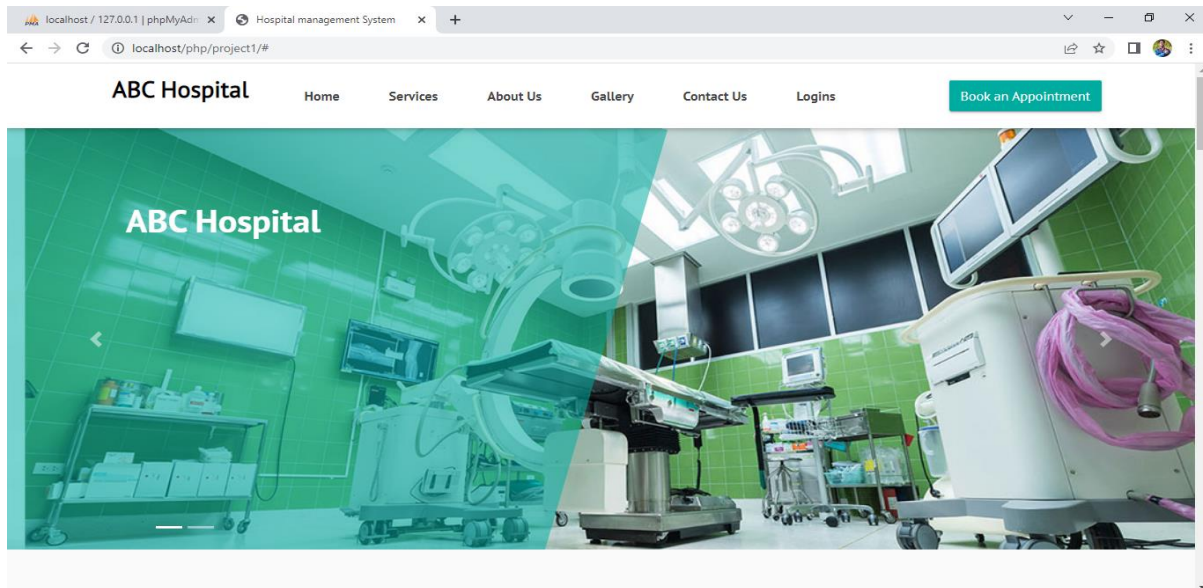 localhost / 127.0.0.1 | phpMyAdm
Hospital management System
localhost/php/project1/#
ABC Hospital
Home
Services
About Us
Gallery
Contact Us
Logins
Book an Appointment
ABC Hospital